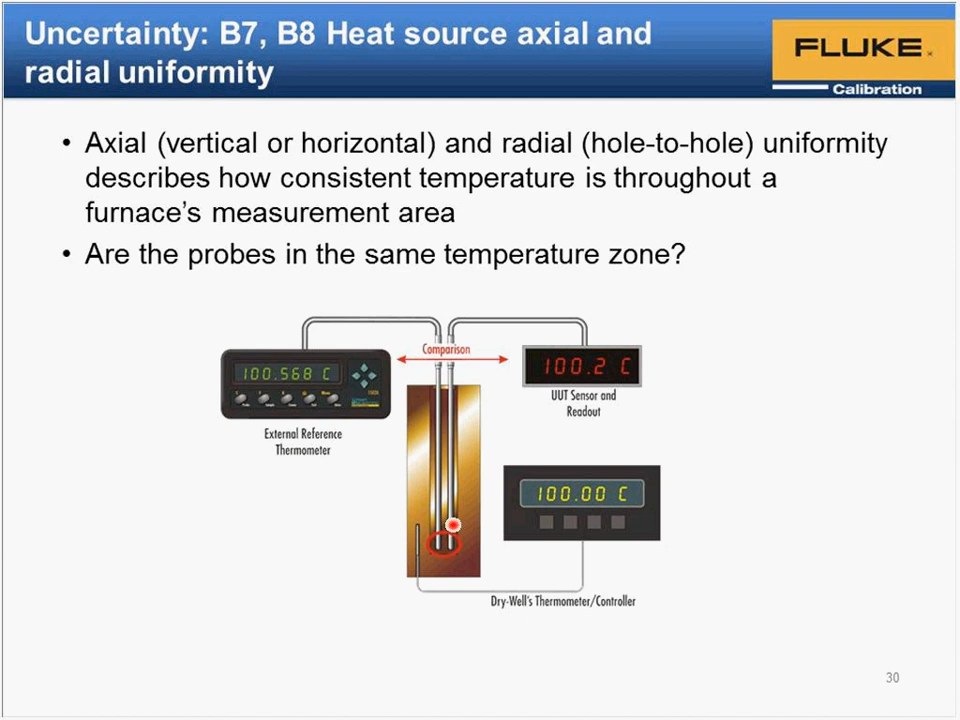 Uncertainty: B7, B8 Heat source axial and
radial uniformity
FLUKE
Calibration
• Axial (vertical or horizontal) and radial (hole-to-hole) uniformity
describes how consistent temperature is throughout a
furnace’s measurement area
• Are the probes in the same temperature zone?
Comparison
100.568 C
100.2 C
UUT Sensor and
Readout
External Reference
Thermometer
100.00 C
Dry-Well's Thermometer/Controller
30